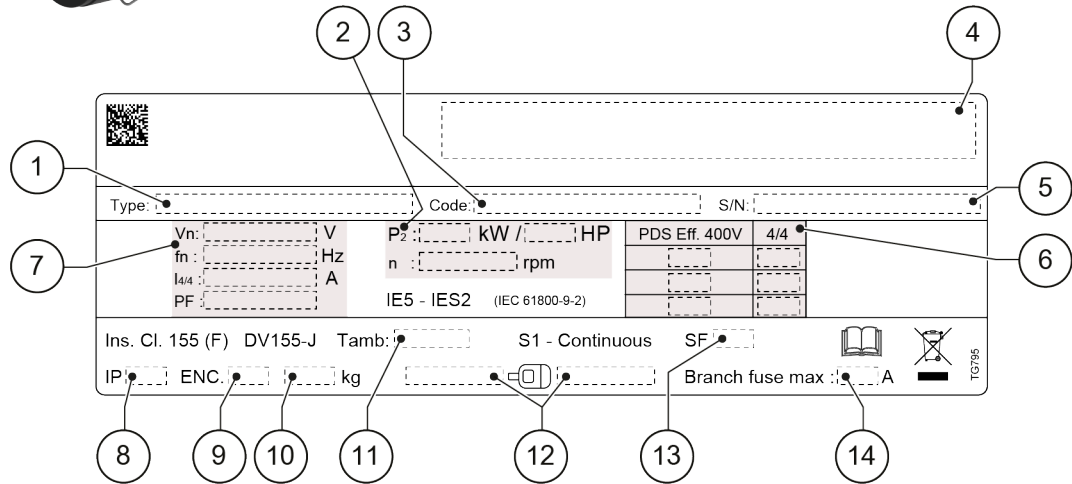 2 3 4
1
Type: Code: S/N: 5
Vn: V P2 : kW / HP PDS Eff. 400V 4/4
7 fn : Hz n : rpm 6
I4/4 : A
PF : IE5 - IES2 (IEC 61800-9-2)
Ins. Cl. 155 (F) DV155-J Tamb: S1 - Continuous SF
IP ENC. kg Branch fuse max : A
TG795
8 9 10 11 12 13 14